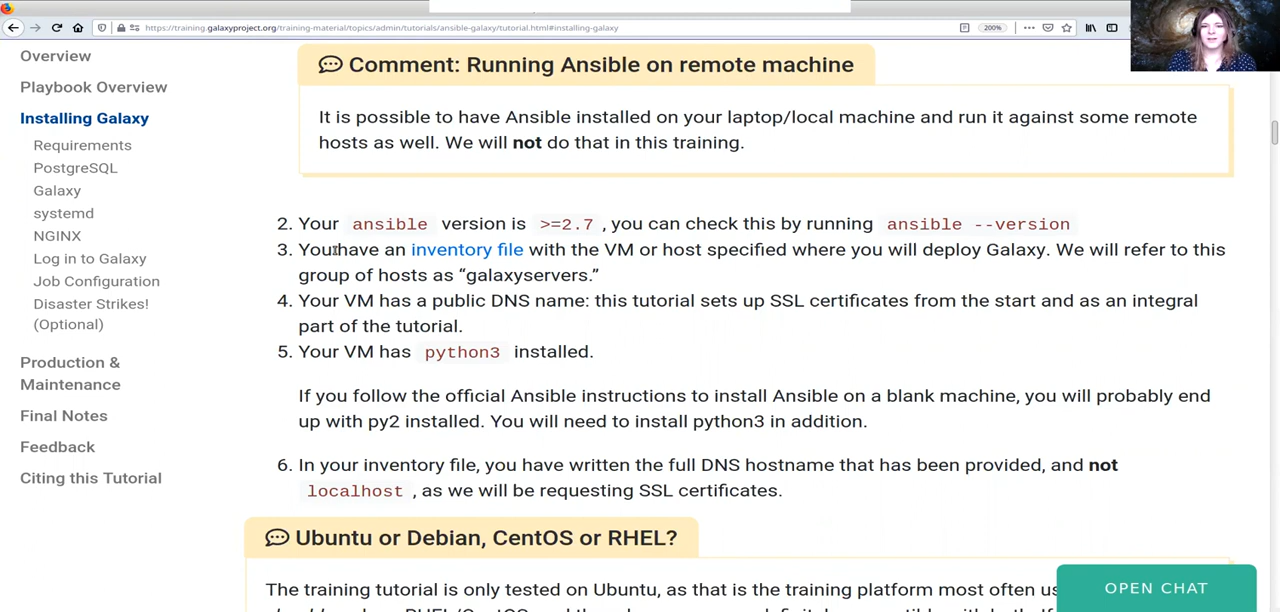 https://training.galaxyproject.org/training-material/topics/admin/tutorials/ansible-galaxy/tutorial.html#installing-galaxy
200%
Overview
Playbook Overview
Installing Galaxy
Requirements
PostgreSQL
Galaxy
systemd
NGINX
Log in to Galaxy
Job Configuration
Disaster Strikes!
(Optional)
Production &
Maintenance
Final Notes
Feedback
Citing this Tutorial
Comment: Running Ansible on remote machine
It is possible to have Ansible installed on your laptop/local machine and run it against some remote
hosts as well. We will not do that in this training.
2. Your ansible version is >=2.7 , you can check this by running ansible --version
3. You have an inventory file with the VM or host specified where you will deploy Galaxy. We will refer to this
group of hosts as “galaxyservers.”
4. Your VM has a public DNS name: this tutorial sets up SSL certificates from the start and as an integral
part of the tutorial.
5. Your VM has python3 installed.
If you follow the official Ansible instructions to install Ansible on a blank machine, you will probably end
up with py2 installed. You will need to install python3 in addition.
6. In your inventory file, you have written the full DNS hostname that has been provided, and not
localhost , as we will be requesting SSL certificates.
Ubuntu or Debian, CentOS or RHEL?
The training tutorial is only tested on Ubuntu, as that is the training platform most often
OPEN CHAT